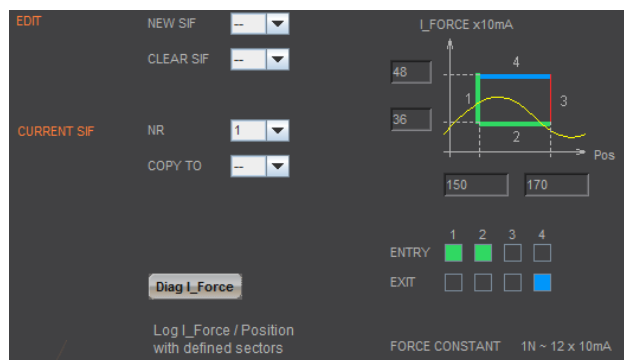 EDIT
NEW SIF
--
CLEAR SIF
--
CURRENT SIF
NR
1
COPY TO
--
Diag I_Force
Log I_Force / Position
with defined sectors
I_FORCE x10mA
48
36
1
2
3
4
Pos
150
170
1 2 3 4
ENTRY
EXIT
FORCE CONSTANT 1N ~ 12 x 10mA